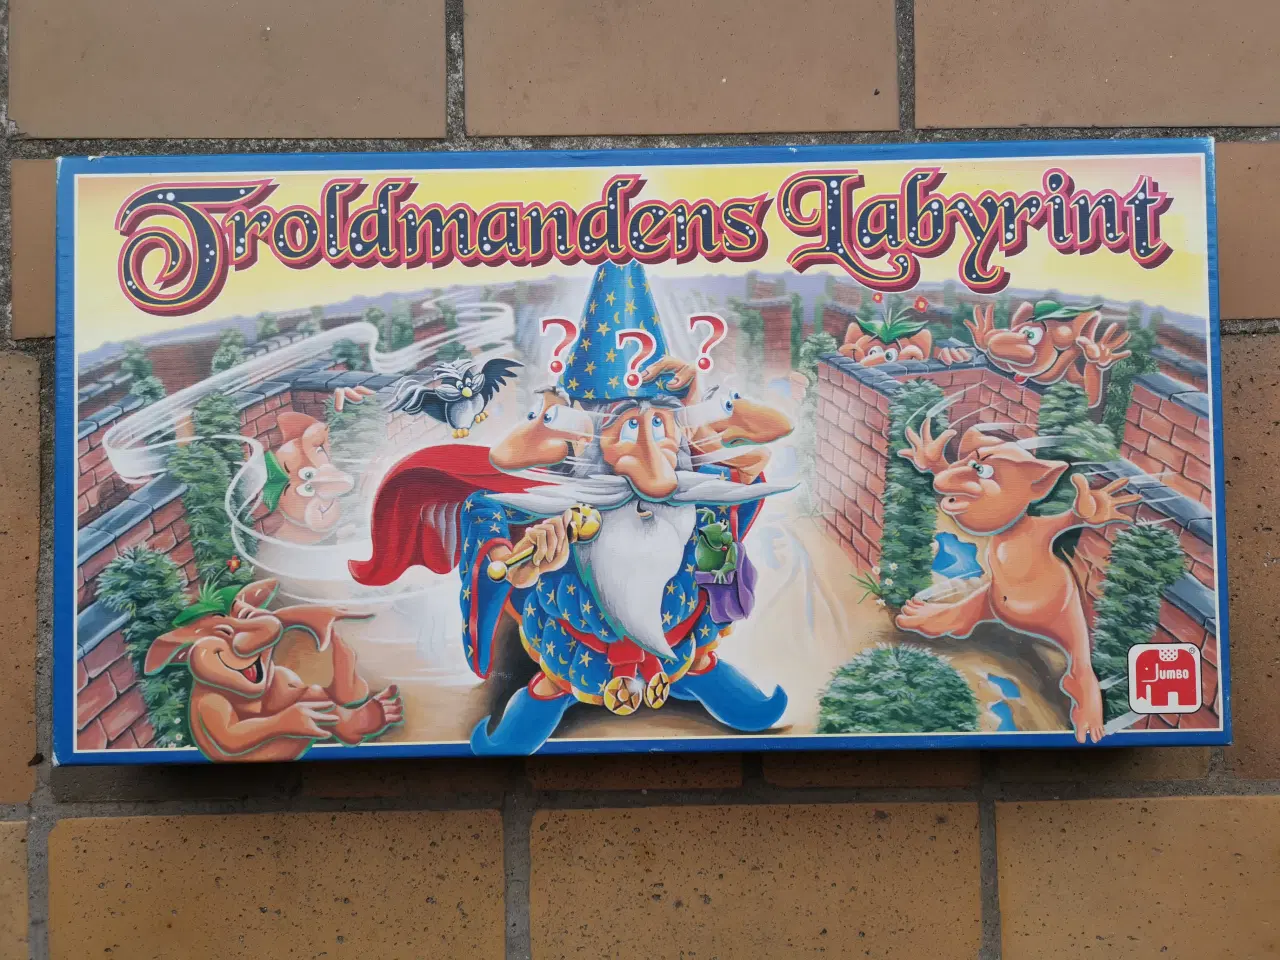 Troldmandens Labyrint
? ? ?
Jumbo
®